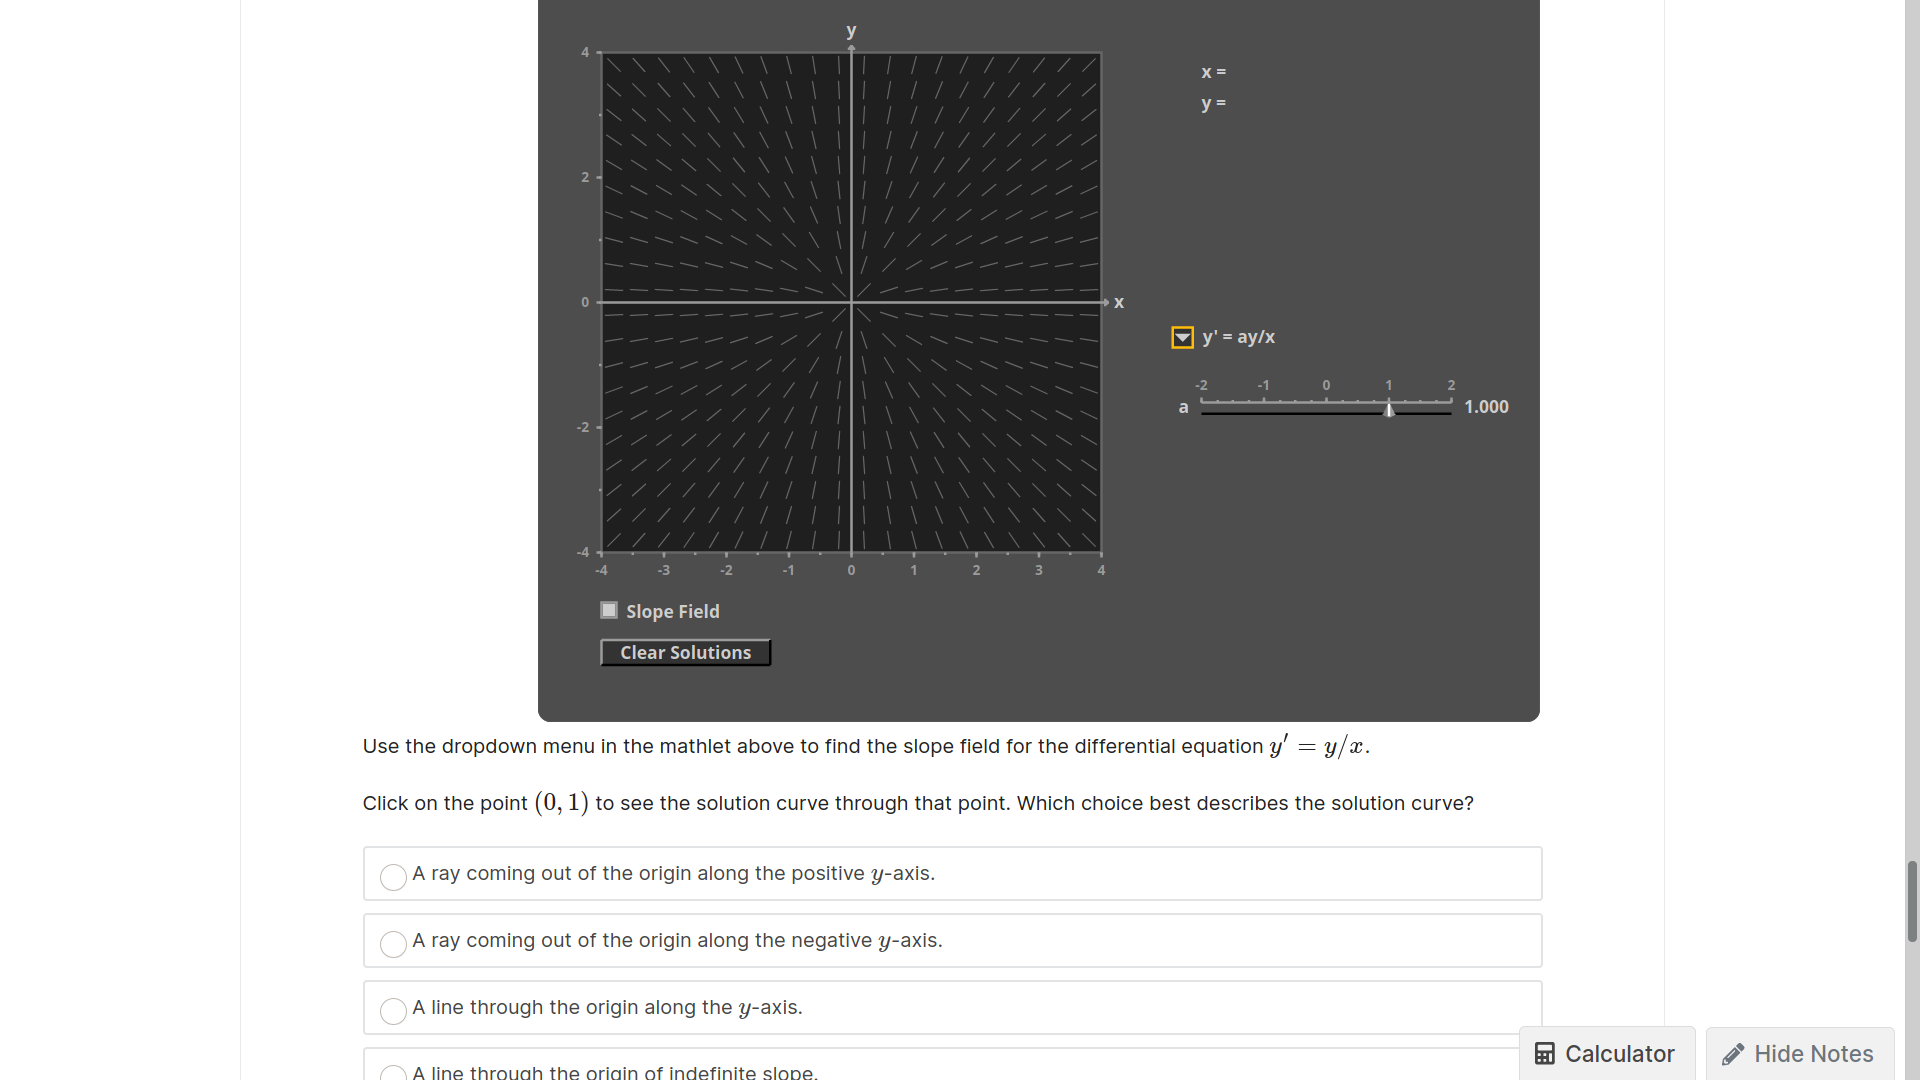 y
4
2
0
-2
-4
-4 -3 -2 -1 0 1 2 3 4
x
x =
y =
y' = ay/x
-2 -1 0 1 2
a 1.000
Slope Field
Clear Solutions
Use the dropdown menu in the mathlet above to find the slope field for the differential equation y′ = y/x.
Click on the point (0, 1) to see the solution curve through that point. Which choice best describes the solution curve?
A ray coming out of the origin along the positive y-axis.
A ray coming out of the origin along the negative y-axis.
A line through the origin along the y-axis.
A line through the origin of indefinite slope.
Calculator
Hide Notes